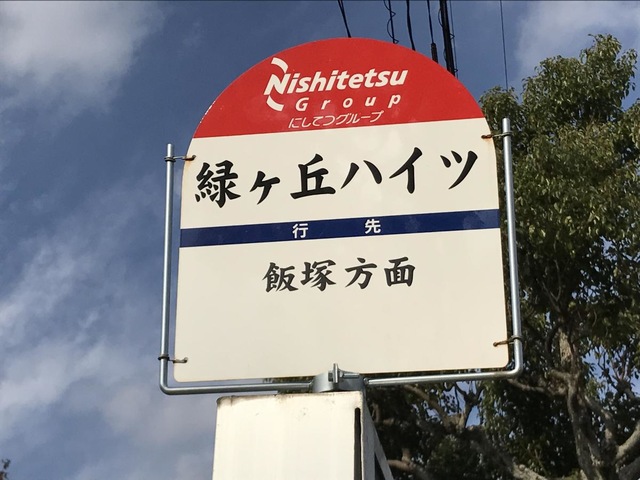 Nishitetsu
Group
にしてつグループ
緑ヶ丘ハイツ
行先
飯塚方面